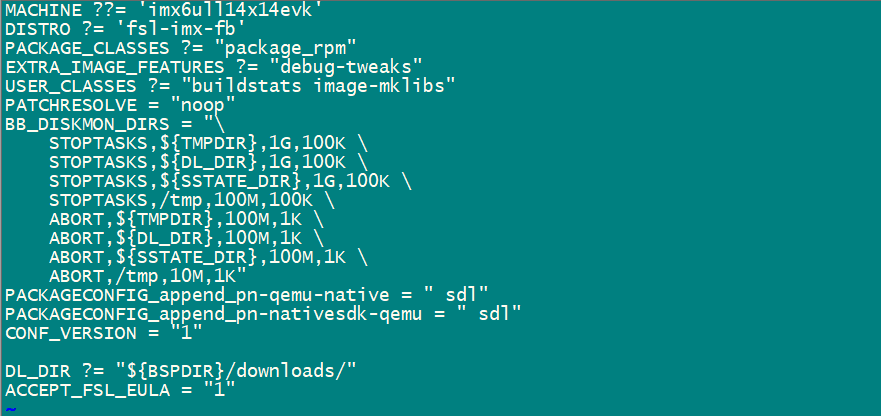 MACHINE ??= 'imx6ull14x14evk'
DISTRO ?= 'fsl-imx-fb'
PACKAGE_CLASSES ?= "package_rpm"
EXTRA_IMAGE_FEATURES ?= "debug-tweaks"
USER_CLASSES ?= "buildstats image-mklibs"
PATCHRESOLVE = "noop"
BB_DISKMON_DIRS = "\
    STOPTASKS,${TMPDIR},1G,100K \
    STOPTASKS,${DL_DIR},1G,100K \
    STOPTASKS,${SSTATE_DIR},1G,100K \
    STOPTASKS,/tmp,100M,100K \
    ABORT,${TMPDIR},100M,1K \
    ABORT,${DL_DIR},100M,1K \
    ABORT,${SSTATE_DIR},100M,1K \
    ABORT,/tmp,10M,1K"
PACKAGECONFIG_append_pn-qemu-native = " sdl"
PACKAGECONFIG_append_pn-nativesdk-qemu = " sdl"
CONF_VERSION = "1"

DL_DIR ?= "${BSPDIR}/downloads/"
ACCEPT_FSL_EULA = "1"
~